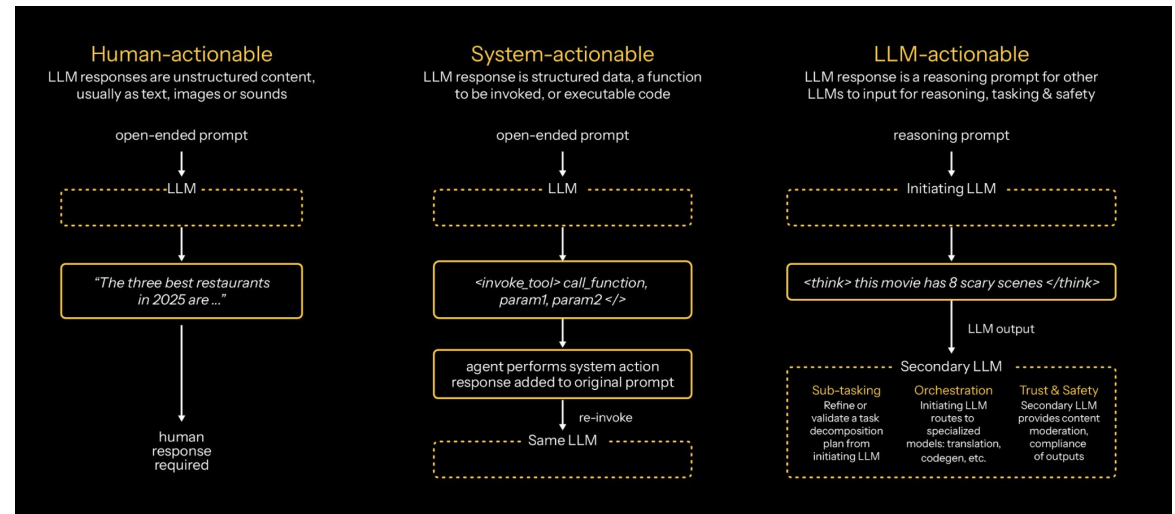 Human-actionable
LLM responses are unstructured content,
usually as text, images or sounds
open-ended prompt
LLM
“The three best restaurants
in 2025 are ...”
human
response
required
System-actionable
LLM response is structured data, a function
to be invoked, or executable code
open-ended prompt
LLM
<invoke_tool> call_function,
param1, param2 </>
agent performs system action
response added to original prompt
re-invoke
Same LLM
LLM-actionable
LLM response is a reasoning prompt for other
LLMs to input for reasoning, tasking & safety
reasoning prompt
Initiating LLM
<think> this movie has 8 scary scenes </think>
LLM output
Secondary LLM
Sub-tasking
Refine or
validate a task
decomposition
plan from
initiating LLM
Orchestration
Initiating LLM
routes to
specialized
models: translation,
codegen, etc.
Trust & Safety
Secondary LLM
provides content
moderation,
compliance
of outputs